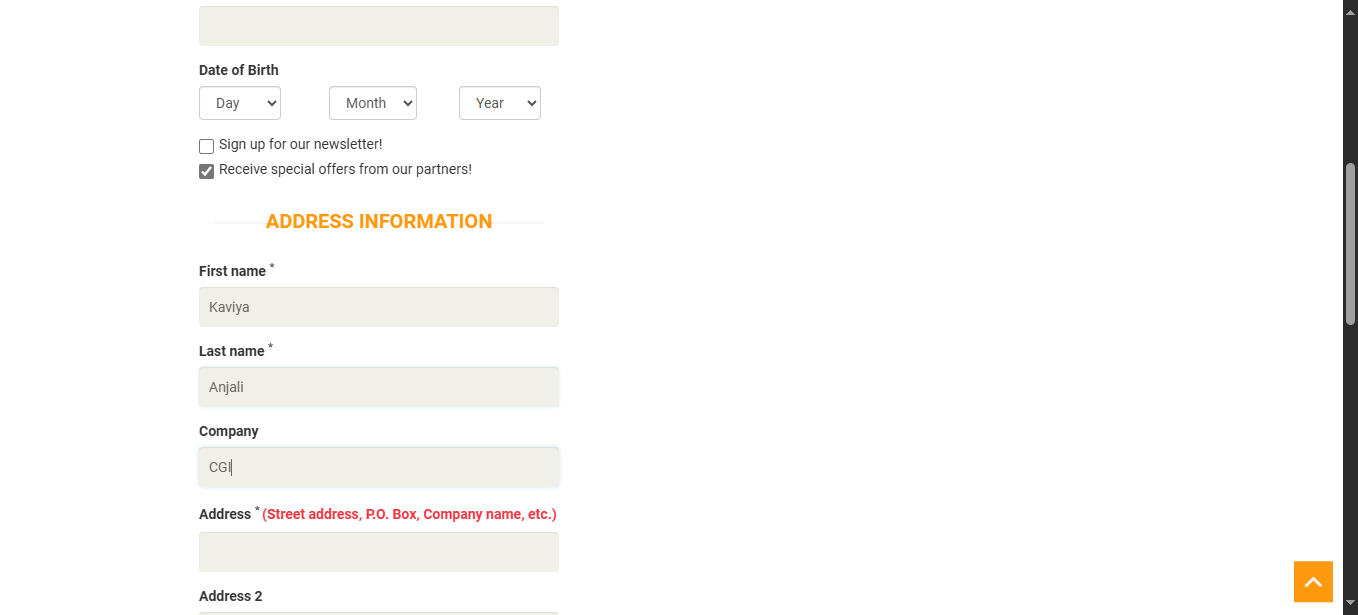 Date of Birth
Day Month Year
Sign up for our newsletter!
Receive special offers from our partners!
ADDRESS INFORMATION
First name *
Kaviya
Last name *
Anjali
Company
CGI
Address * (Street address, P.O. Box, Company name, etc.)
Address 2